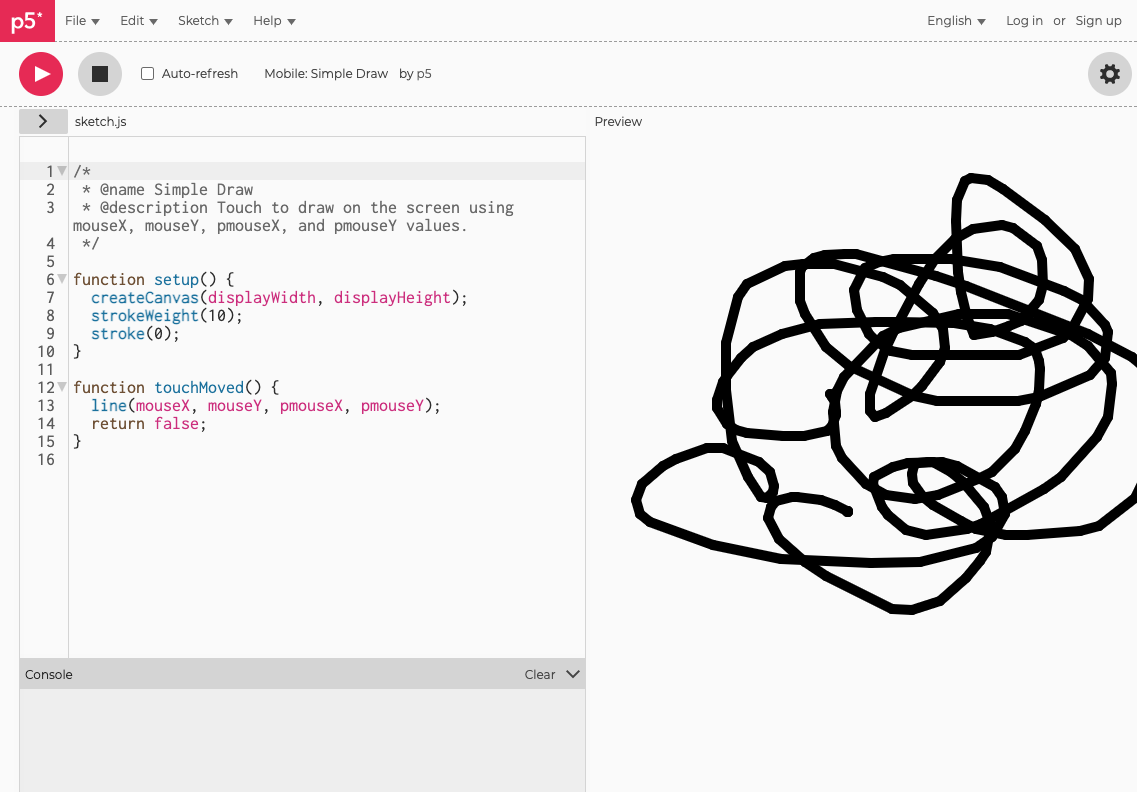 p5*
File Edit Sketch Help English Log in or Sign up
Auto-refresh Mobile: Simple Draw by p5
sketch.js
Preview
1 /*
2  * @name Simple Draw
3  * @description Touch to draw on the screen using
mouseX, mouseY, pmouseX, and pmouseY values.
4  */
5
6 function setup() {
7   createCanvas(displayWidth, displayHeight);
8   strokeWeight(10);
9   stroke(0);
10 }
11
12 function touchMoved() {
13   line(mouseX, mouseY, pmouseX, pmouseY);
14   return false;
15 }
16
Console Clear